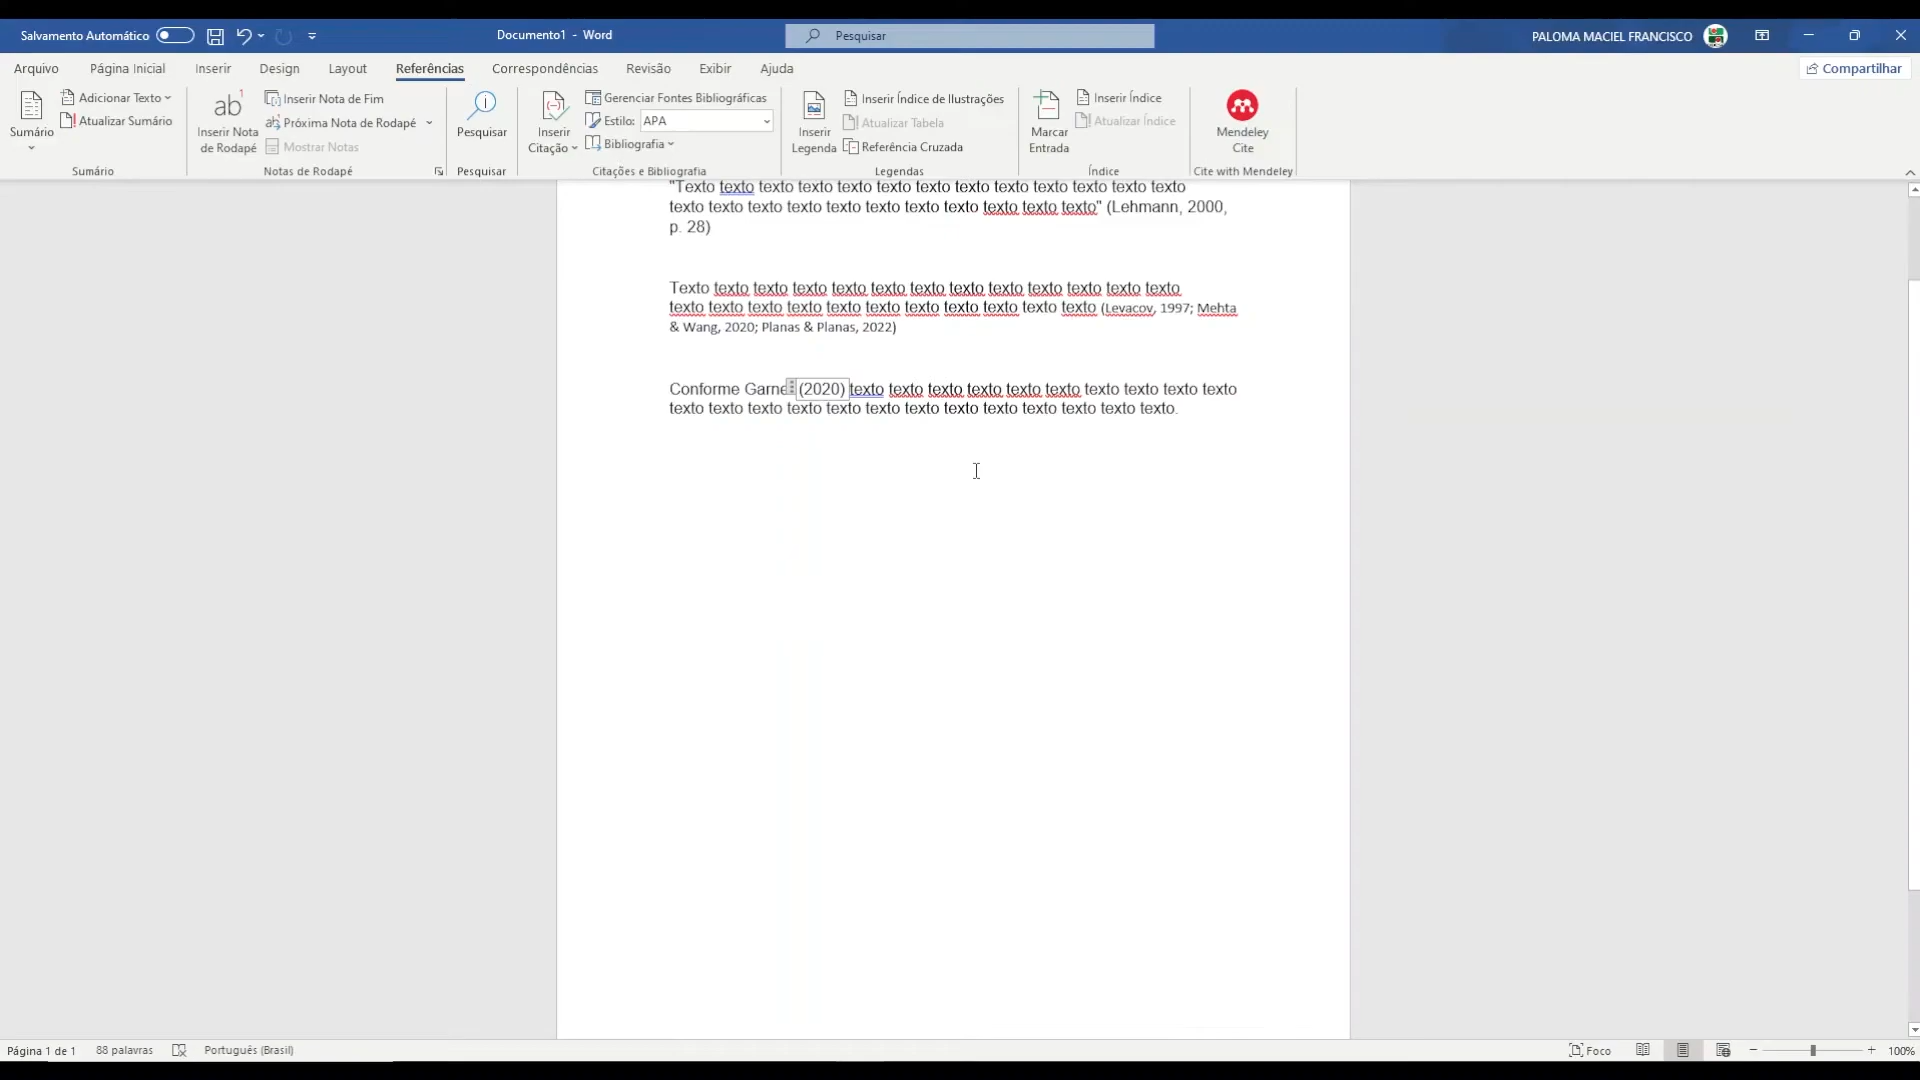 Salvamento Automático
Documento1 - Word
Pesquisar
PALOMA MACIEL FRANCISCO
Arquivo Página Inicial Inserir Design Layout Referências Correspondências Revisão Exibir Ajuda
Compartilhar
Sumário
Adicionar Texto
Atualizar Sumário
Sumário
ab
1
Inserir Nota
de Rodapé
Inserir Nota de Fim
Próxima Nota de Rodapé
Mostrar Notas
Notas de Rodapé
Pesquisar
Pesquisar
Inserir
Citação
Gerenciar Fontes Bibliográficas
Estilo: APA
Bibliografia
Citações e Bibliografia
Inserir
Legenda
Inserir Índice de Ilustrações
Atualizar Tabela
Referência Cruzada
Legendas
Marcar
Entrada
Inserir Índice
Atualizar Índice
Índice
Mendeley
Cite
Cite with Mendeley
"Texto texto texto texto texto texto texto texto texto texto texto texto texto
texto texto texto texto texto texto texto texto texto texto texto" (Lehmann, 2000,
p. 28)
Texto texto texto texto texto texto texto texto texto texto texto texto texto
texto texto texto texto texto texto texto texto texto texto texto (Levacov, 1997; Mehta
& Wang, 2020; Planas & Planas, 2022)
Conforme Garne (2020) texto texto texto texto texto texto texto texto texto texto
texto texto texto texto texto texto texto texto texto texto texto texto texto.
Página 1 de 1 88 palavras Português (Brasil)
Foco
100%